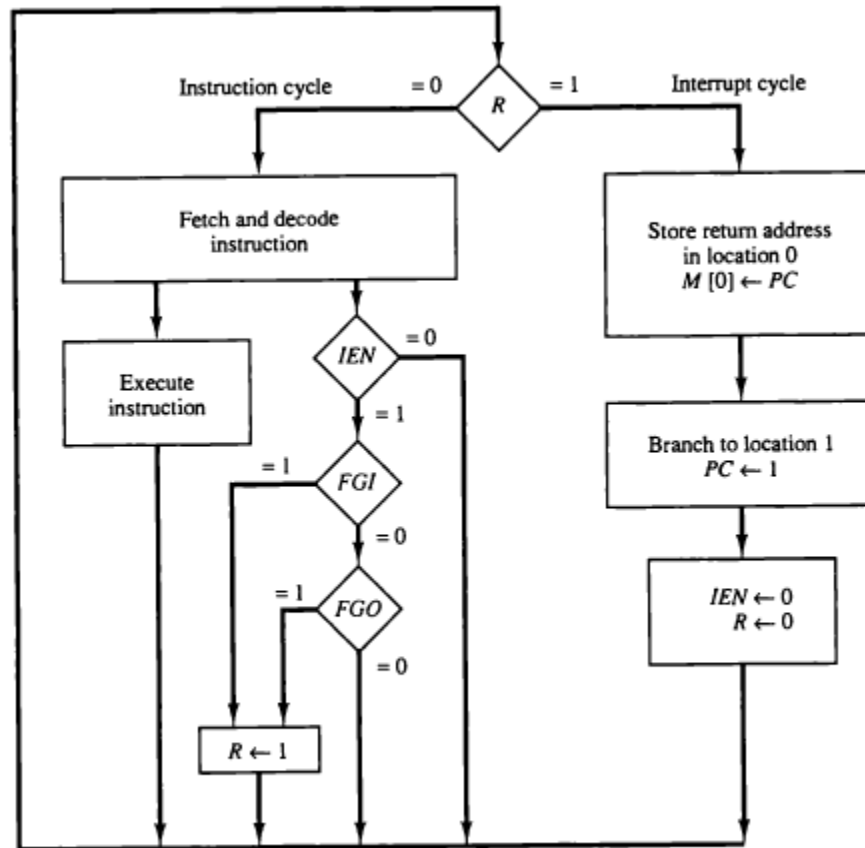 Instruction cycle
= 0
R
= 1
Interrupt cycle
Fetch and decode
instruction
Store return address
in location 0
M [0] ← PC
Execute
instruction
IEN
= 0
= 1
Branch to location 1
PC ← 1
= 1
FGI
= 0
= 1
FGO
= 0
IEN ← 0
R ← 0
R ← 1